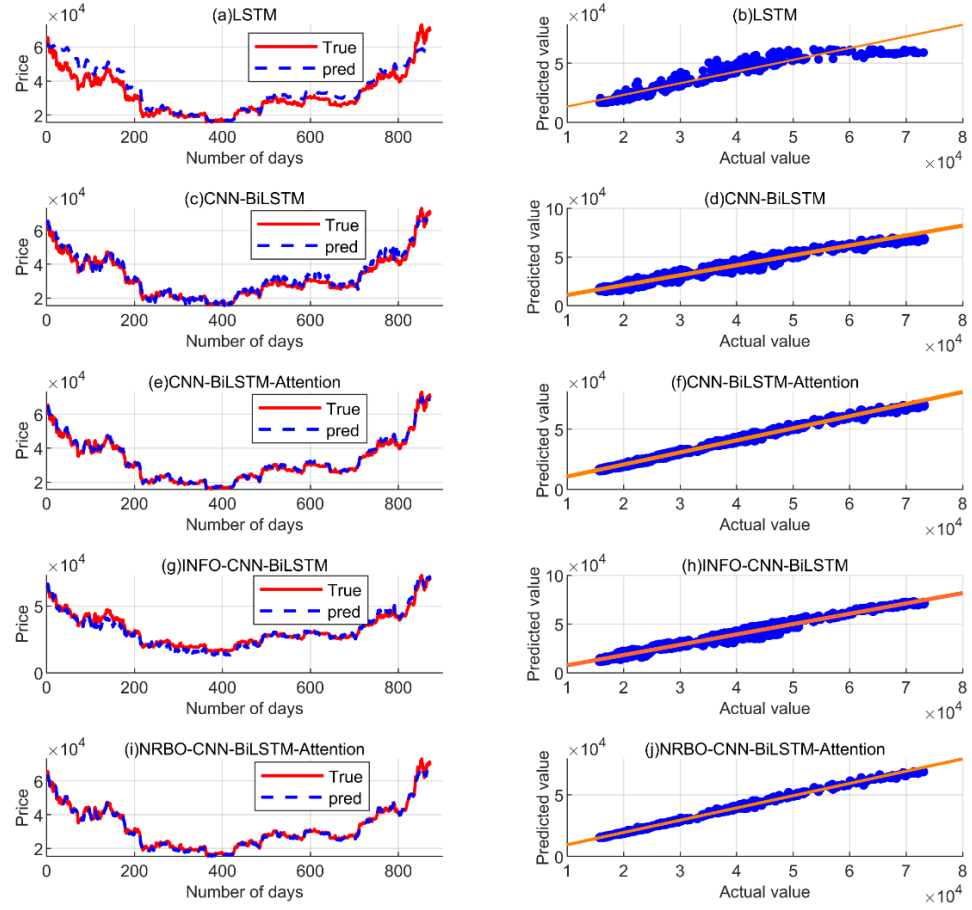 (a)LSTM
×10⁴
6
4
2
Price
True
pred
0 200 400 600 800
Number of days
(b)LSTM
×10⁴
5
0
Predicted value
1 2 3 4 5 6 7 8
Actual value
×10⁴
(c)CNN-BiLSTM
×10⁴
6
4
2
Price
True
pred
0 200 400 600 800
Number of days
(d)CNN-BiLSTM
×10⁴
10
5
0
Predicted value
1 2 3 4 5 6 7 8
Actual value
×10⁴
(e)CNN-BiLSTM-Attention
×10⁴
6
4
2
Price
True
pred
0 200 400 600 800
Number of days
(f)CNN-BiLSTM-Attention
×10⁴
5
0
Predicted value
1 2 3 4 5 6 7 8
Actual value
×10⁴
(g)INFO-CNN-BiLSTM
×10⁴
5
0
Price
True
pred
0 200 400 600 800
Number of days
(h)INFO-CNN-BiLSTM
×10⁴
10
5
0
Predicted value
1 2 3 4 5 6 7 8
Actual value
×10⁴
(i)NRBO-CNN-BiLSTM-Attention
×10⁴
6
4
2
Price
True
pred
0 200 400 600 800
Number of days
(j)NRBO-CNN-BiLSTM-Attention
×10⁴
5
0
Predicted value
1 2 3 4 5 6 7 8
Actual value
×10⁴